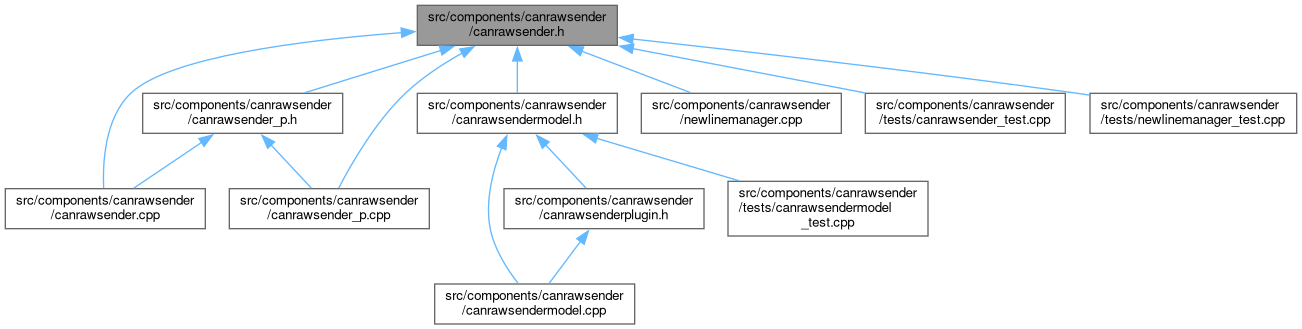 src/components/canrawsender
/canrawsender.h
src/components/canrawsender
/canrawsender_p.h
src/components/canrawsender
/canrawsendermodel.h
src/components/canrawsender
/newlinemanager.cpp
src/components/canrawsender
/tests/canrawsender_test.cpp
src/components/canrawsender
/tests/newlinemanager_test.cpp
src/components/canrawsender
/canrawsender.cpp
src/components/canrawsender
/canrawsender_p.cpp
src/components/canrawsender
/canrawsenderplugin.h
src/components/canrawsender
/tests/canrawsendermodel
_test.cpp
src/components/canrawsender
/canrawsendermodel.cpp